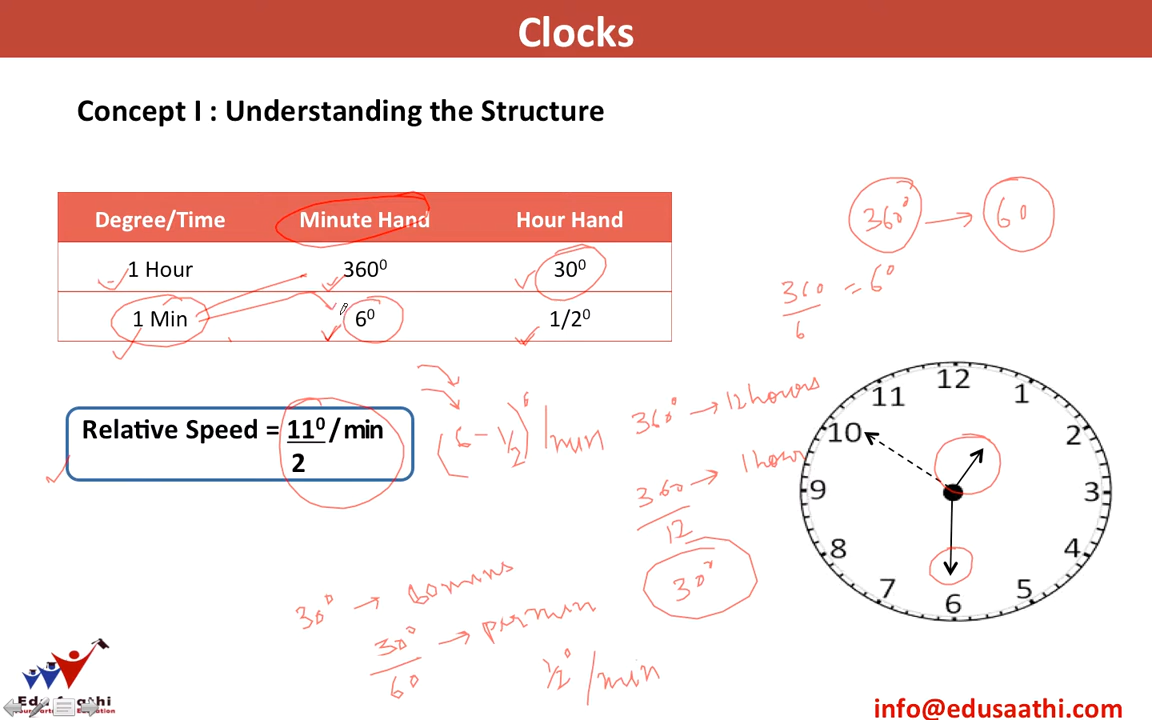 Clocks
Concept I : Understanding the Structure
Degree/Time Minute Hand Hour Hand
1 Hour 360⁰ 30⁰
1 Min 6⁰ 1/2⁰
360° → 60
360/6 = 6°
Relative Speed = 11⁰/min
2
(6 - 1/2)°/min
360° → 12 hours
360/12 → 1 hour
30°
30° → 60 mins
30°/60 → per min
1/2°/min
12
11 1
10 2
9 3
8 4
7 5
6
info@edusaathi.com